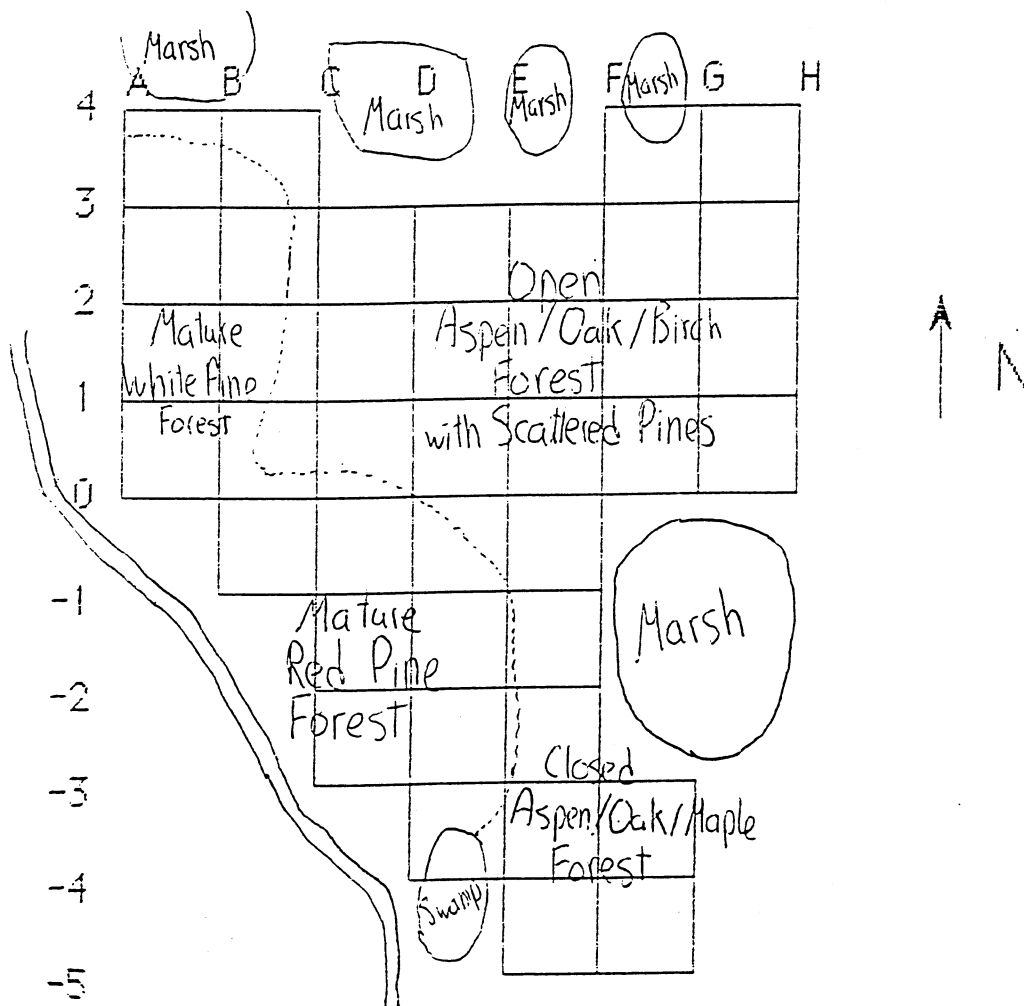 Marsh
A B C D E F G H
Marsh
Marsh
Marsh
4
3
2
1
0
-1
-2
-3
-4
-5
Open
Aspen/Oak/Birch
Forest
with Scattered Pines
Mature
White Pine
Forest
N
Mature
Red Pine
Forest
Marsh
Closed
Aspen/Oak/Maple
Forest
Swamp